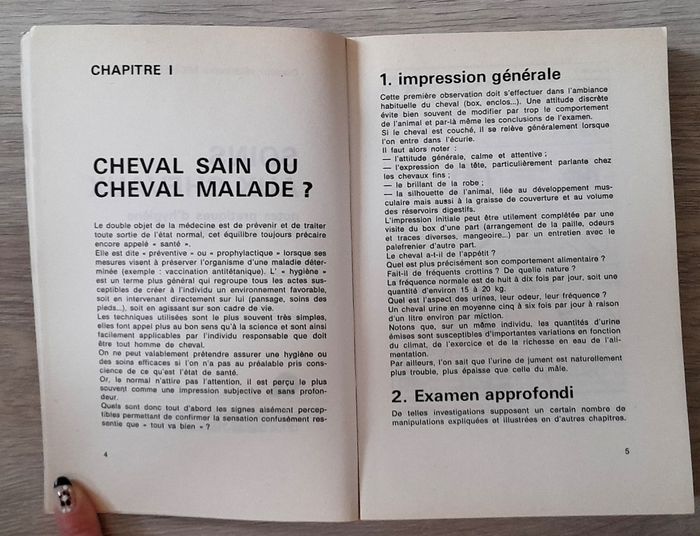 CHAPITRE I
CHEVAL SAIN OU
CHEVAL MALADE ?
Le double objet de la médecine est de prévenir et de traiter
toute sortie de l'état normal, cet équilibre toujours précaire
encore appelé « santé ».
Elle est dite « préventive » ou « prophylactique » lorsque ses
mesures visent à préserver l'organisme d'une maladie déter-
minée (exemple : vaccination antitétanique). L' « hygiène »
est un terme plus général qui regroupe tous les actes suscep-
tibles de créer à l'individu un environnement favorable,
soit en intervenant directement sur lui (pansage, soins des
pieds...), soit en agissant sur son cadre de vie.
Les techniques utilisées sont le plus souvent très simples,
elles font appel plus au bon sens qu'à la science et sont ainsi
facilement applicables par l'individu responsable que doit
être tout homme de cheval.
On ne peut valablement prétendre assurer une hygiène ou
des soins efficaces si l'on n'a pas au préalable pris cons-
cience de ce qu'est l'état de santé.
Or, le normal n'attire pas l'attention, il est perçu le plus
souvent comme une impression subjective et sans profon-
deur.
Quels sont donc tout d'abord les signes aisément percep-
tibles permettant de confirmer la sensation confusément res-
sentie que « tout va bien » ?
4
1. impression générale
Cette première observation doit s'effectuer dans l'ambiance
habituelle du cheval (box, enclos...). Une attitude discrète
évite bien souvent de modifier par trop le comportement
de l'animal et par-là même les conclusions de l'examen.
Si le cheval est couché, il se relève généralement lorsque
l'on entre dans l'écurie.
Il faut alors noter :
— l'attitude générale, calme et attentive ;
— l'expression de la tête, particulièrement parlante chez
les chevaux fins ;
— le brillant de la robe ;
— la silhouette de l'animal, liée au développement mus-
culaire mais aussi à la graisse de couverture et au volume
des réservoirs digestifs.
L'impression initiale peut être utilement complétée par une
visite du box d'une part (arrangement de la paille, odeurs
et traces diverses, mangeoire...) par un entretien avec le
palefrenier d'autre part.
Le cheval a-t-il de l'appétit ?
Quel est plus précisément son comportement alimentaire ?
Fait-il de fréquents crottins ? De quelle nature ?
La fréquence normale est de huit à dix fois par jour, soit une
quantité d'environ 15 à 20 kg.
Quel est l'aspect des urines, leur odeur, leur fréquence ?
Un cheval urine en moyenne cinq à six fois par jour à raison
d'un litre environ par miction.
Notons que, sur un même individu, les quantités d'urine
émises sont susceptibles d'importantes variations en fonction
du climat, de l'exercice et de la richesse en eau de l'ali-
mentation.
Par ailleurs, l'on sait que l'urine de jument est naturellement
plus trouble, plus épaisse que celle du mâle.
2. Examen approfondi
De telles investigations supposent un certain nombre de
manipulations expliquées et illustrées en d'autres chapitres.
5